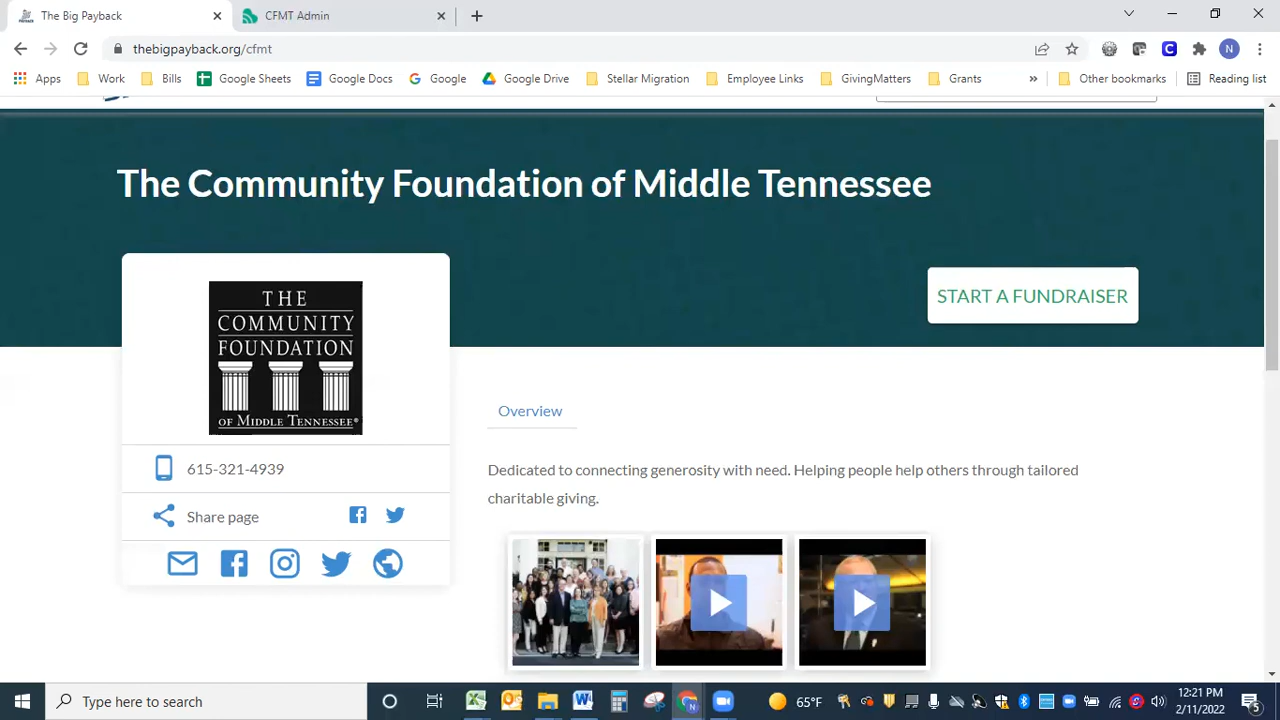 The Big Payback
CFMT Admin
thebigpayback.org/cfmt
N
Apps Work Bills Google Sheets Google Docs Google Google Drive Stellar Migration Employee Links GivingMatters Grants » Other bookmarks Reading list
The Community Foundation of Middle Tennessee
START A FUNDRAISER
THE
COMMUNITY
FOUNDATION
OF MIDDLE TENNESSEE®
615-321-4939
Share page
Overview
Dedicated to connecting generosity with need. Helping people help others through tailored
charitable giving.
Type here to search
65°F
12:21 PM
2/11/2022
5